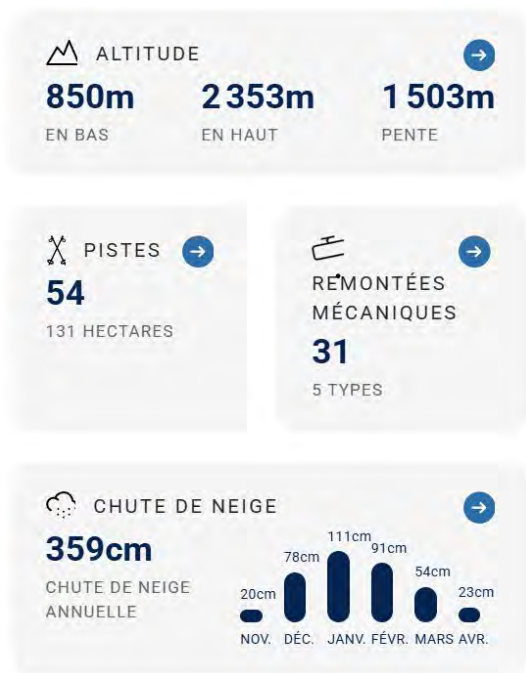 ALTITUDE
850m 2 353m 1 503m
EN BAS EN HAUT PENTE
PISTES
54
131 HECTARES
REMONTÉES
MÉCANIQUES
31
5 TYPES
CHUTE DE NEIGE
359cm
CHUTE DE NEIGE
ANNUELLE
20cm 78cm 111cm 91cm 54cm 23cm
NOV. DÉC. JANV. FÉVR. MARS AVR.